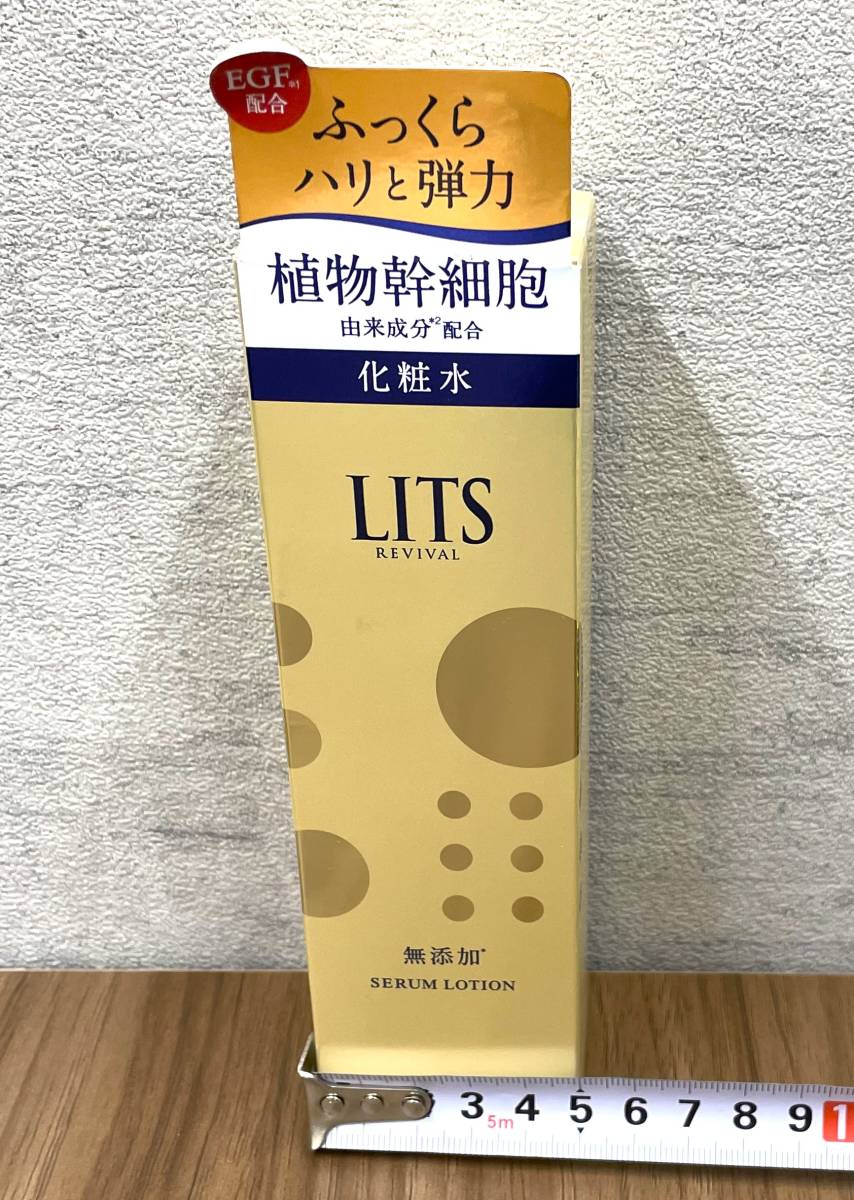 EGF※1
配合
ふっくら
ハリと弾力
植物幹細胞
由来成分*2配合
化粧水
LITS
REVIVAL
無添加*
SERUM LOTION
3 4 5 6 7 8 9 1
5m